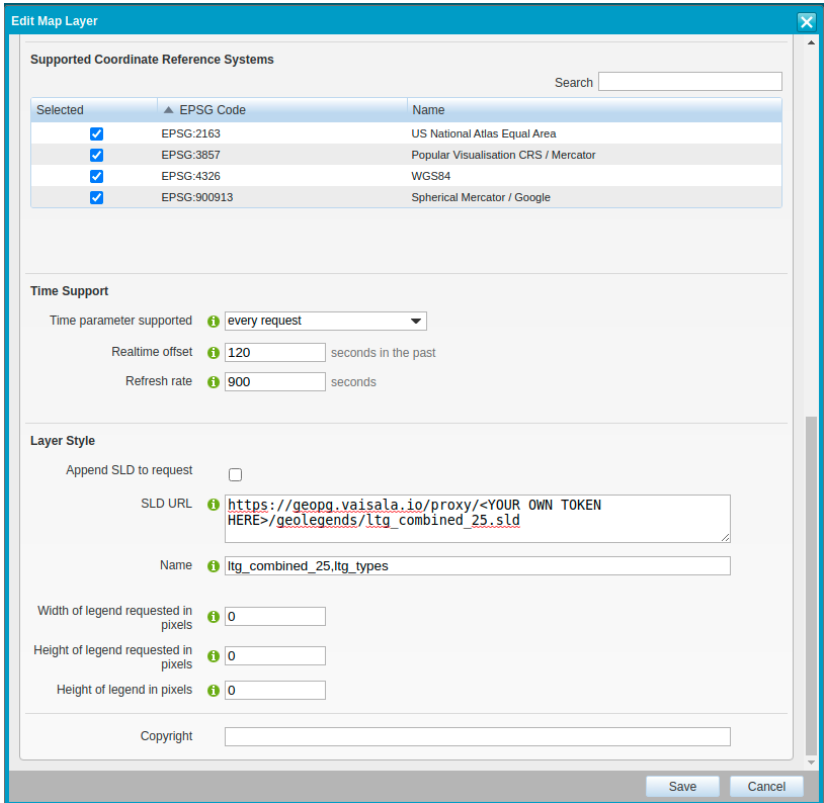 Edit Map Layer
Supported Coordinate Reference Systems
Search
Selected EPSG Code Name
EPSG:2163 US National Atlas Equal Area
EPSG:3857 Popular Visualisation CRS / Mercator
EPSG:4326 WGS84
EPSG:900913 Spherical Mercator / Google
Time Support
Time parameter supported every request
Realtime offset 120 seconds in the past
Refresh rate 900 seconds
Layer Style
Append SLD to request
SLD URL https://geopg.vaisala.io/proxy/<YOUR OWN TOKEN
HERE>/geolegends/ltg_combined_25.sld
Name ltg_combined_25,ltg_types
Width of legend requested in
pixels 0
Height of legend requested in
pixels 0
Height of legend in pixels 0
Copyright
Save Cancel